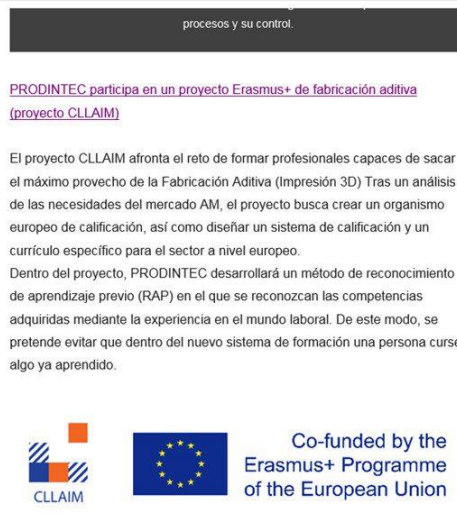 procesos y su control.
PRODINTEC participa en un proyecto Erasmus+ de fabricación aditiva
(proyecto CLLAIM)
El proyecto CLLAIM afronta el reto de formar profesionales capaces de sacar
el máximo provecho de la Fabricación Aditiva (Impresión 3D) Tras un análisis
de las necesidades del mercado AM, el proyecto busca crear un organismo
europeo de calificación, así como diseñar un sistema de calificación y un
currículo específico para el sector a nivel europeo.
Dentro del proyecto, PRODINTEC desarrollará un método de reconocimiento
de aprendizaje previo (RAP) en el que se reconozcan las competencias
adquiridas mediante la experiencia en el mundo laboral. De este modo, se
pretende evitar que dentro del nuevo sistema de formación una persona curse
algo ya aprendido.
CLLAIM
Co-funded by the
Erasmus+ Programme
of the European Union